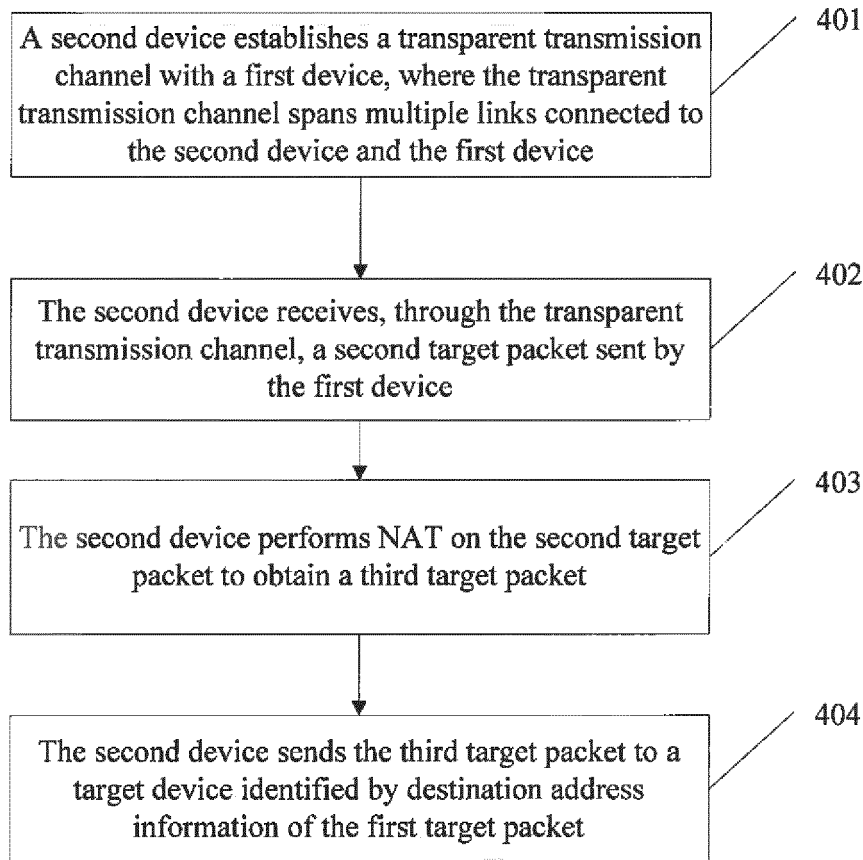 A second device establishes a transparent transmission
channel with a first device, where the transparent
transmission channel spans multiple links connected to
the second device and the first device
401
The second device receives, through the transparent
transmission channel, a second target packet sent by
the first device
402
The second device performs NAT on the second target
packet to obtain a third target packet
403
The second device sends the third target packet to a
target device identified by destination address
information of the first target packet
404